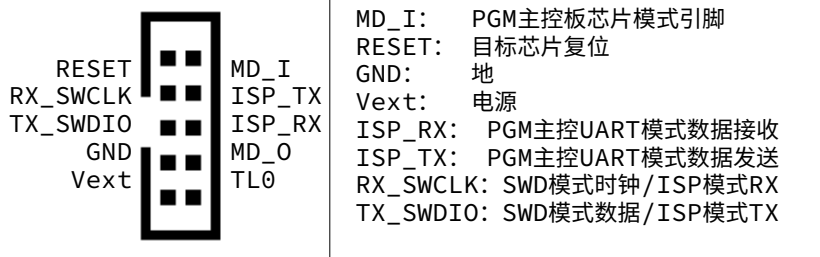 RESET MD_I
RX_SWCLK ISP_TX
TX_SWDIO ISP_RX
GND MD_O
Vext TL0
MD_I: PGM主控板芯片模式引脚
RESET: 目标芯片复位
GND: 地
Vext: 电源
ISP_RX: PGM主控UART模式数据接收
ISP_TX: PGM主控UART模式数据发送
RX_SWCLK: SWD模式时钟/ISP模式RX
TX_SWDIO: SWD模式数据/ISP模式TX